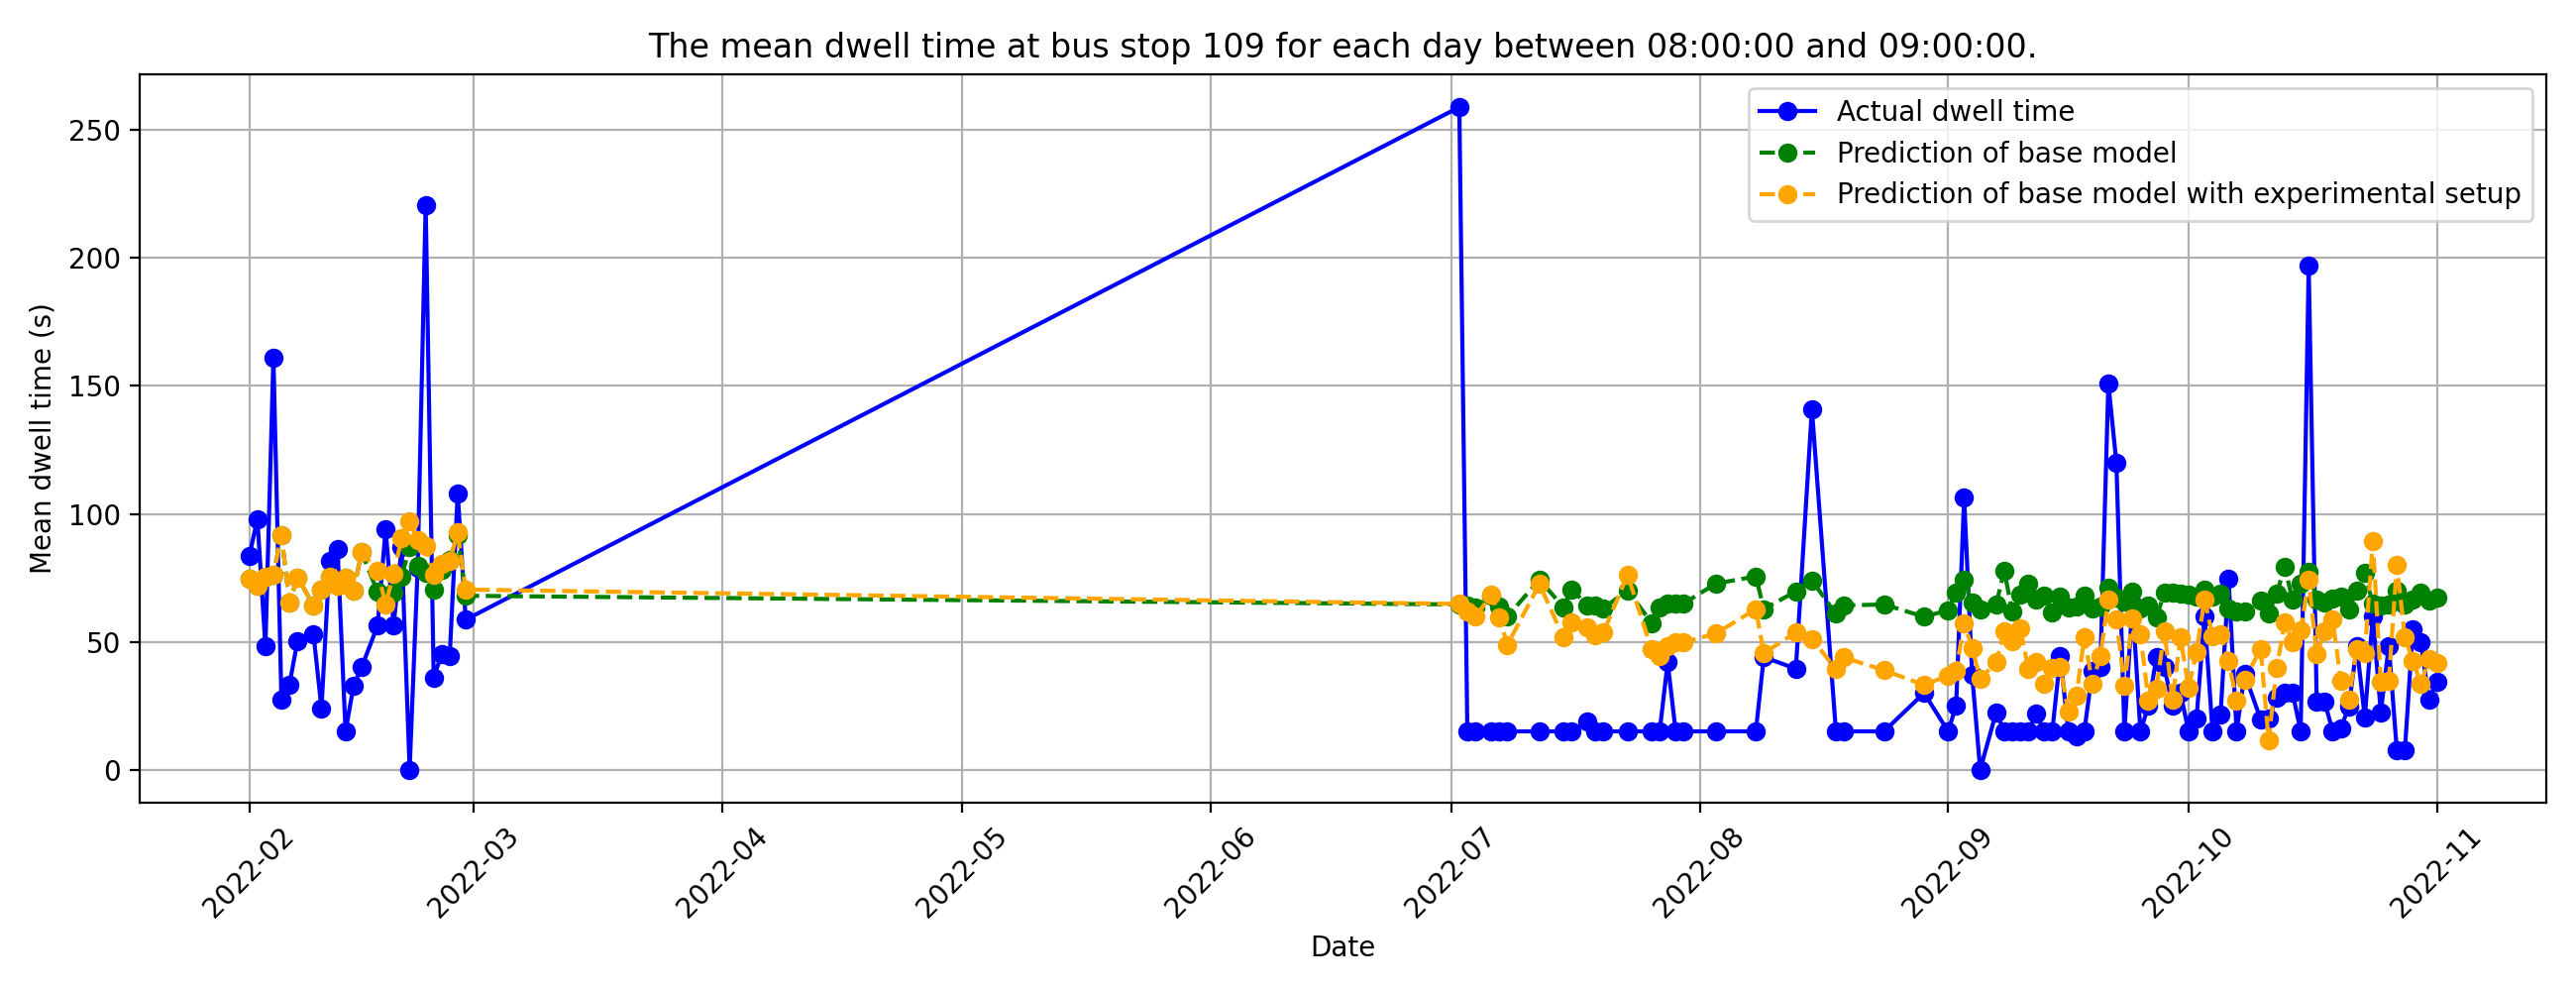 The mean dwell time at bus stop 109 for each day between 08:00:00 and 09:00:00.
Actual dwell time
Prediction of base model
Prediction of base model with experimental setup
Mean dwell time (s)
250
200
150
100
50
0
2022-02
2022-03
2022-04
2022-05
2022-06
2022-07
2022-08
2022-09
2022-10
2022-11
Date